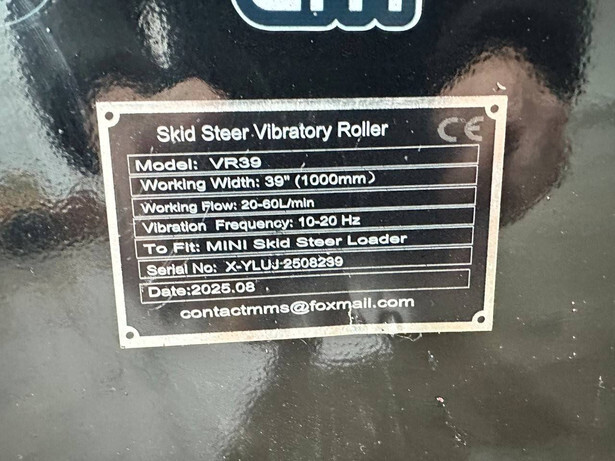 Skid Steer Vibratory Roller CE
Model: VR39
Working Width: 39" (1000mm)
Working Flow: 20-60L/min
Vibration Frequency: 10-20 Hz
To Fit: MINI Skid Steer Loader
Serial No: X-YLUJ-2508239
Date:2025.08
contactmms@foxmail.com